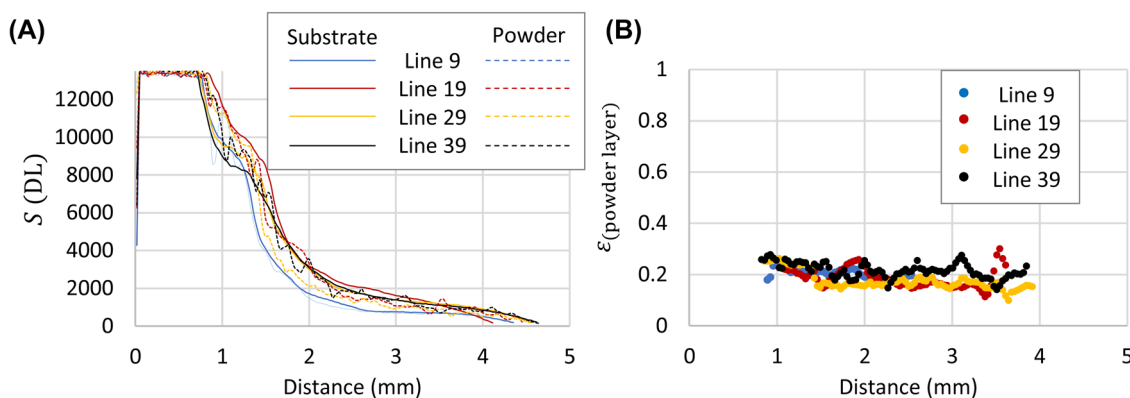 (A)
Substrate Powder
Line 9
Line 19
Line 29
Line 39
12000
10000
8000
6000
4000
2000
0
S (DL)
0 1 2 3 4 5
Distance (mm)
(B)
1
0.8
0.6
0.4
0.2
0
ε(powder layer)
Line 9
Line 19
Line 29
Line 39
0 1 2 3 4 5
Distance (mm)